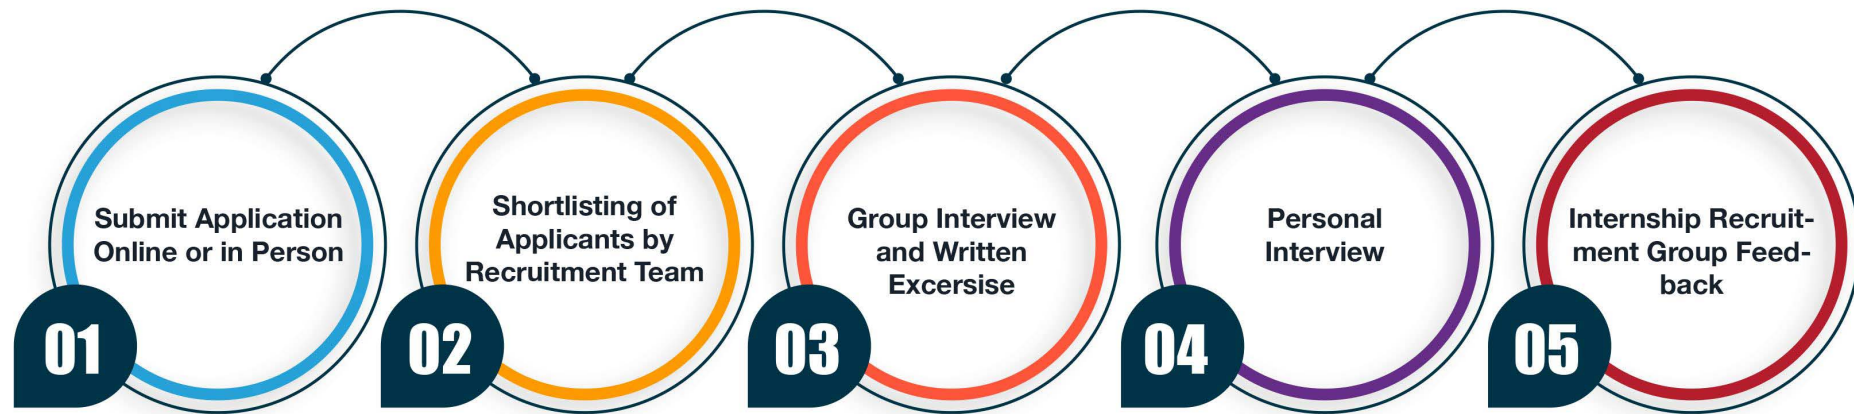 Submit Application
Online or in Person
01
Shortlisting of
Applicants by
Recruitment Team
02
Group Interview
and Written
Excersise
03
Personal
Interview
04
Internship Recruit-
ment Group Feed-
back
05